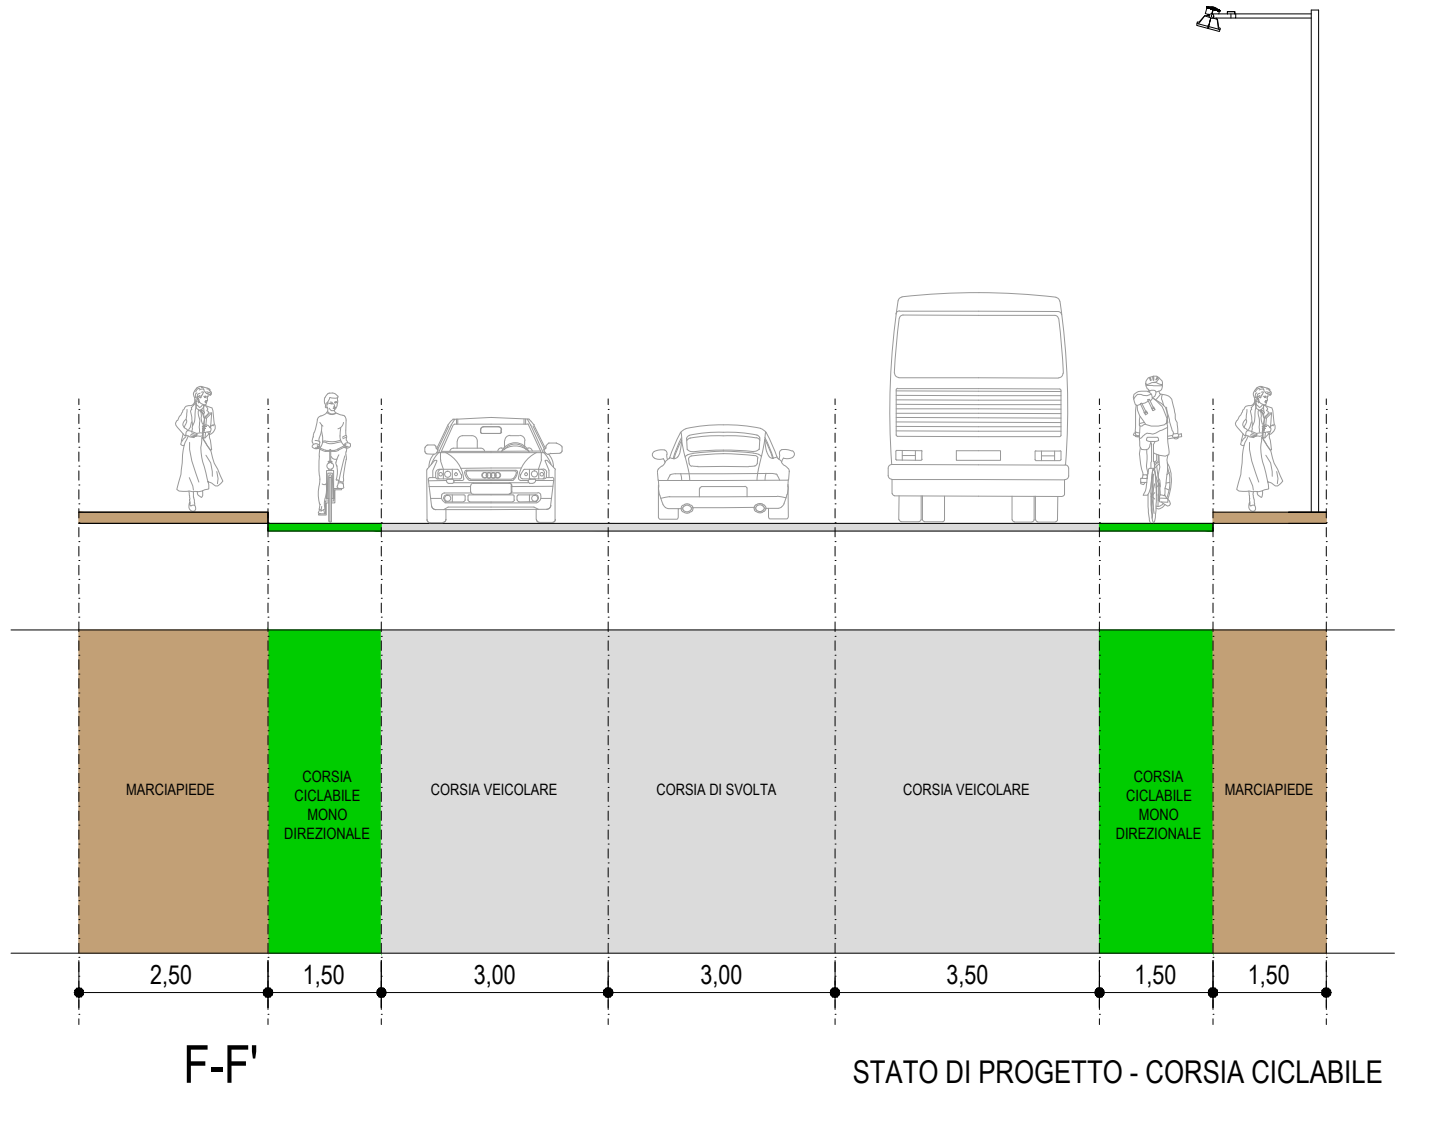 MARCIAPIEDE
CORSIA
CICLABILE
MONO
DIREZIONALE
CORSIA VEICOLARE
CORSIA DI SVOLTA
CORSIA VEICOLARE
CORSIA
CICLABILE
MONO
DIREZIONALE
MARCIAPIEDE
2,50
1,50
3,00
3,00
3,50
1,50
1,50
F-F'
STATO DI PROGETTO - CORSIA CICLABILE